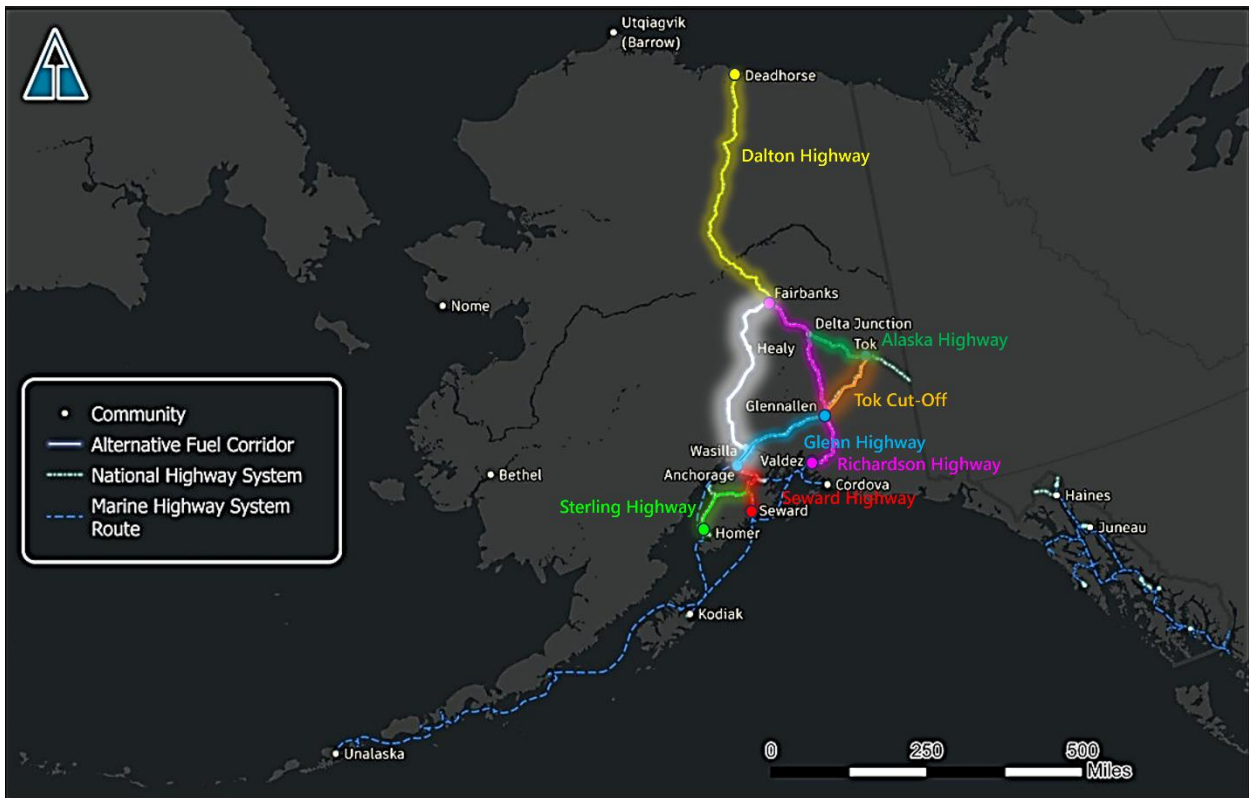 Utqiagvik
(Barrow)
Deadhorse
Dalton Highway
Fairbanks
Nome
Delta Junction
Alaska Highway
Tok
Healy
Tok Cut-Off
Glennallen
Community
Alternative Fuel Corridor
National Highway System
Marine Highway System
Route
Glenn Highway
Wasilla
Valdez
Richardson Highway
Anchorage
Bethel
Cordova
Seward Highway
Haines
Sterling Highway
Seward
Juneau
Homer
Kodiak
Unalaska
0 250 500
Miles